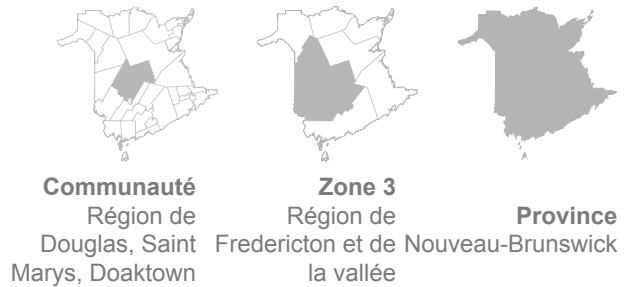 Communauté
Région de
Douglas, Saint
Marys, Doaktown
Zone 3
Région de
Fredericton et de
la vallée
Province
Nouveau-Brunswick